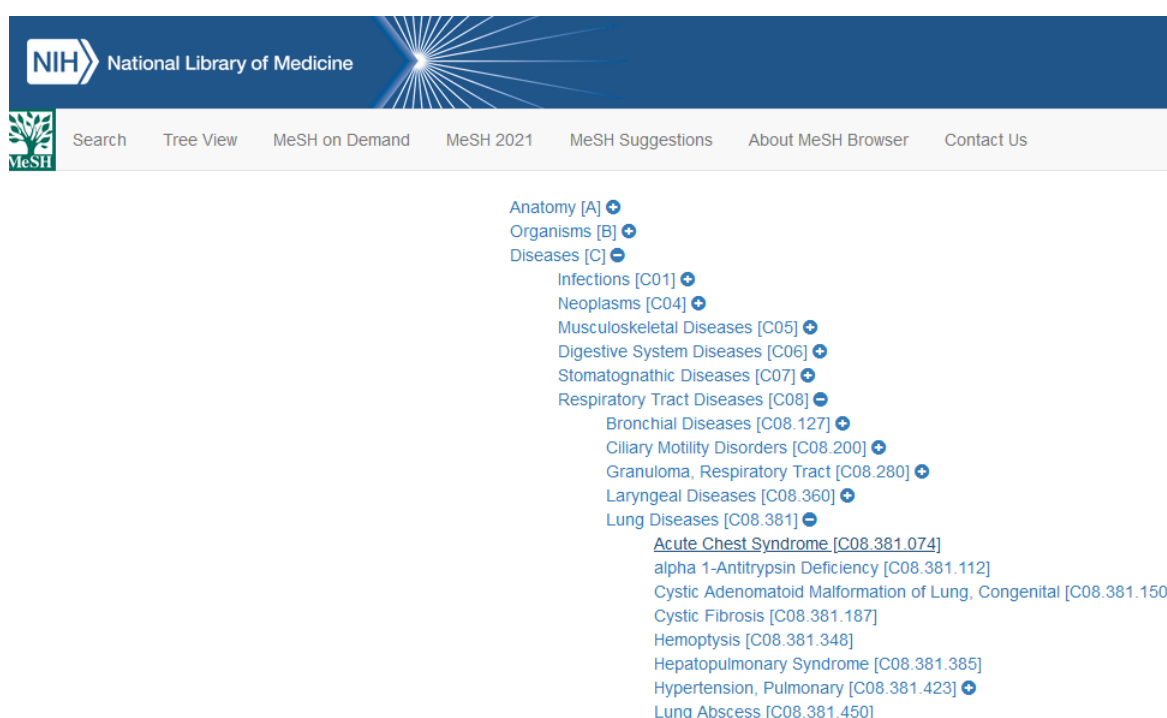 NIH National Library of Medicine
MeSH Search Tree View MeSH on Demand MeSH 2021 MeSH Suggestions About MeSH Browser Contact Us
Anatomy [A]
Organisms [B]
Diseases [C]
Infections [C01]
Neoplasms [C04]
Musculoskeletal Diseases [C05]
Digestive System Diseases [C06]
Stomatognathic Diseases [C07]
Respiratory Tract Diseases [C08]
Bronchial Diseases [C08.127]
Ciliary Motility Disorders [C08.200]
Granuloma, Respiratory Tract [C08.280]
Laryngeal Diseases [C08.360]
Lung Diseases [C08.381]
Acute Chest Syndrome [C08.381.074]
alpha 1-Antitrypsin Deficiency [C08.381.112]
Cystic Adenomatoid Malformation of Lung, Congenital [C08.381.150
Cystic Fibrosis [C08.381.187]
Hemoptysis [C08.381.348]
Hepatopulmonary Syndrome [C08.381.385]
Hypertension, Pulmonary [C08.381.423]
Lung Abscess [C08.381.450]